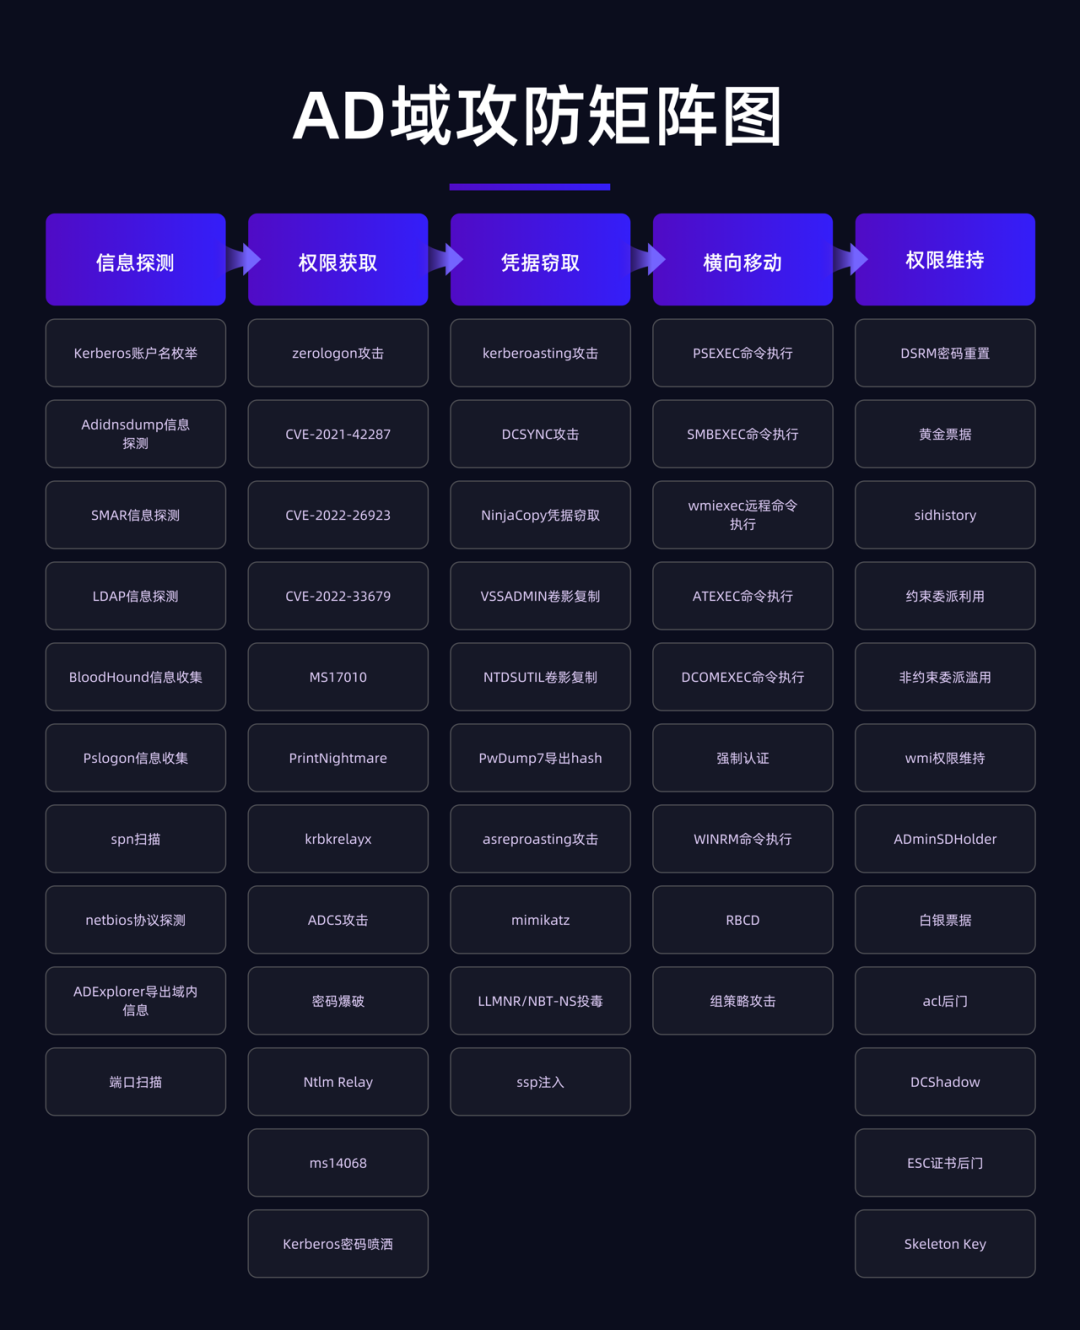 AD域攻防矩阵图
信息探测
权限获取
凭据窃取
横向移动
权限维持
Kerberos账户名枚举
zerologon攻击
kerberoasting攻击
PSEXEC命令执行
DSRM密码重置
Adidnsdump信息
探测
CVE-2021-42287
DCSYNC攻击
SMBEXEC命令执行
黄金票据
SMAR信息探测
CVE-2022-26923
NinjaCopy凭据窃取
wmiexec远程命令
执行
sidhistory
LDAP信息探测
CVE-2022-33679
VSSADMIN卷影复制
ATEXEC命令执行
约束委派利用
BloodHound信息收集
MS17010
NTDSUTIL卷影复制
DCOMEXEC命令执行
非约束委派滥用
Pslogon信息收集
PrintNightmare
PwDump7导出hash
强制认证
wmi权限维持
spn扫描
krbkrelayx
asreproasting攻击
WINRM命令执行
ADminSDHolder
netbios协议探测
ADCS攻击
mimikatz
RBCD
白银票据
ADExplorer导出域内
信息
密码爆破
LLMNR/NBT-NS投毒
组策略攻击
acl后门
端口扫描
Ntlm Relay
ssp注入
DCShadow
ms14068
ESC证书后门
Kerberos密码喷洒
Skeleton Key